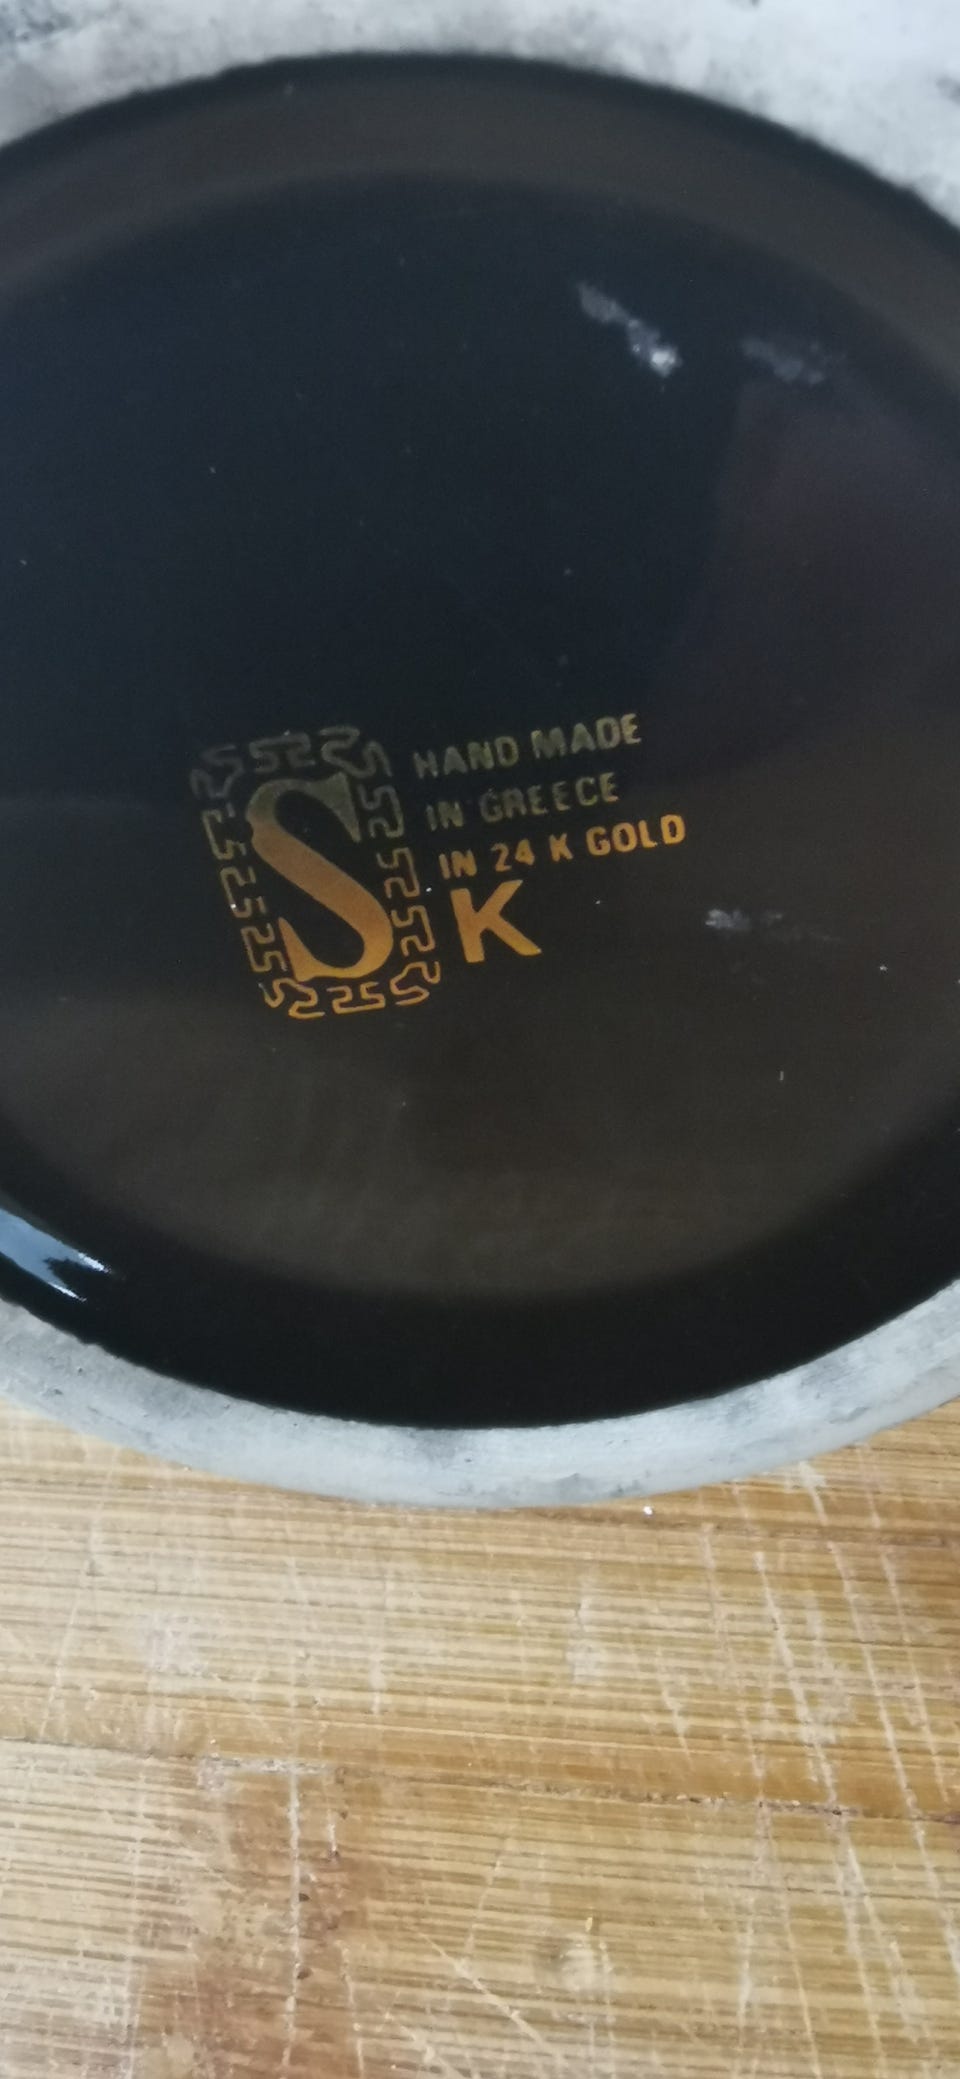 S
HAND MADE
IN GREECE
IN 24 K GOLD
K